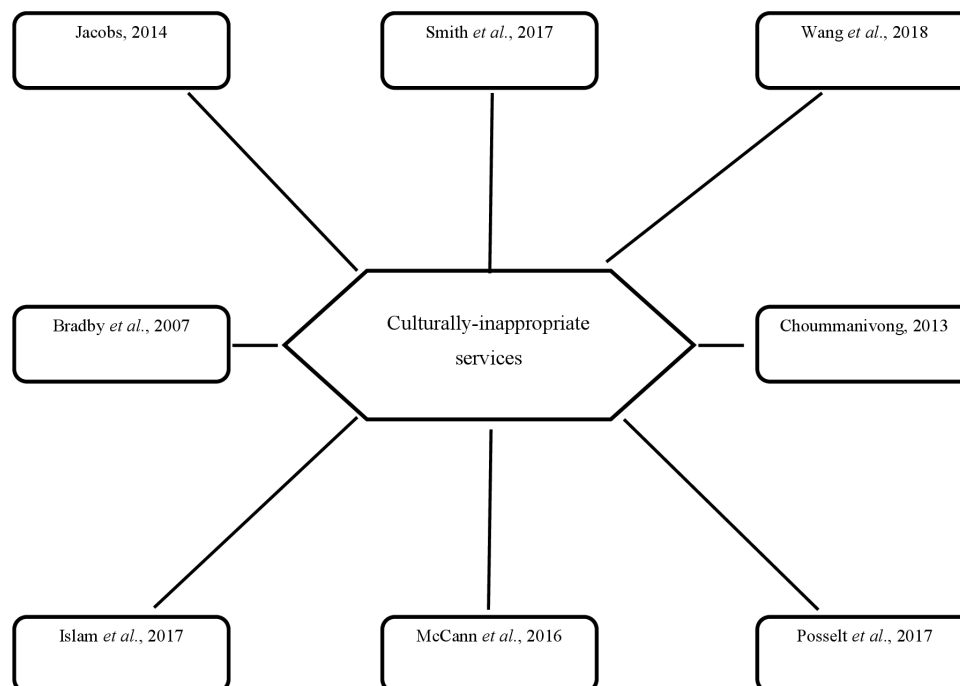 Jacobs, 2014
Smith et al., 2017
Wang et al., 2018
Bradby et al., 2007
Culturally-inappropriate
services
Choummanivong, 2013
Islam et al., 2017
McCann et al., 2016
Posselt et al., 2017